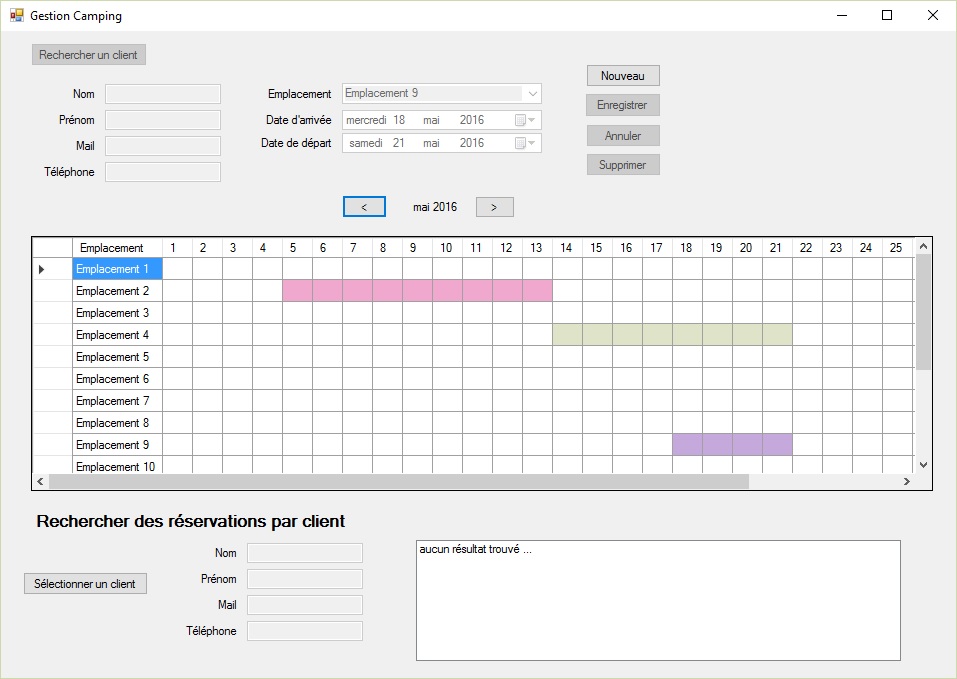 Gestion Camping
Rechercher un client
Nom
Prénom
Mail
Téléphone
Emplacement Emplacement 9
Date d'arrivée mercredi 18 mai 2016
Date de départ samedi 21 mai 2016
Nouveau
Enregistrer
Annuler
Supprimer
< mai 2016 >
Emplacement 1 2 3 4 5 6 7 8 9 10 11 12 13 14 15 16 17 18 19 20 21 22 23 24 25
Emplacement 1
Emplacement 2
Emplacement 3
Emplacement 4
Emplacement 5
Emplacement 6
Emplacement 7
Emplacement 8
Emplacement 9
Emplacement 10
Rechercher des réservations par client
Sélectionner un client
Nom
Prénom
Mail
Téléphone
aucun résultat trouvé ...